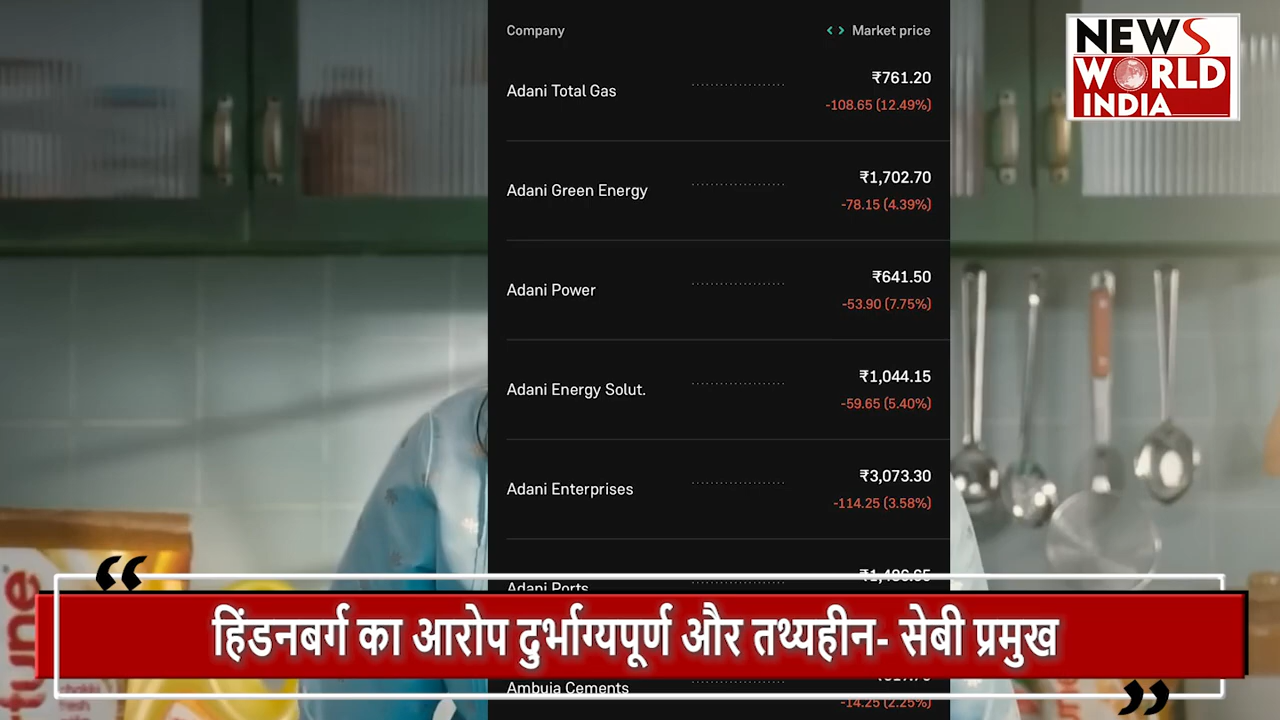 Company
Market price
NEWS
WORLD
INDIA
Adani Total Gas
₹761.20
-108.65 (12.49%)
Adani Green Energy
₹1,702.70
-78.15 (4.39%)
Adani Power
₹641.50
-53.90 (7.75%)
Adani Energy Solut.
₹1,044.15
-59.65 (5.40%)
Adani Enterprises
₹3,073.30
-114.25 (3.58%)
Adani Ports
“
हिंडनबर्ग का आरोप दुर्भाग्यपूर्ण और तथ्यहीन- सेबी प्रमुख
”
Ambuja Cements
-14.25 (2.25%)